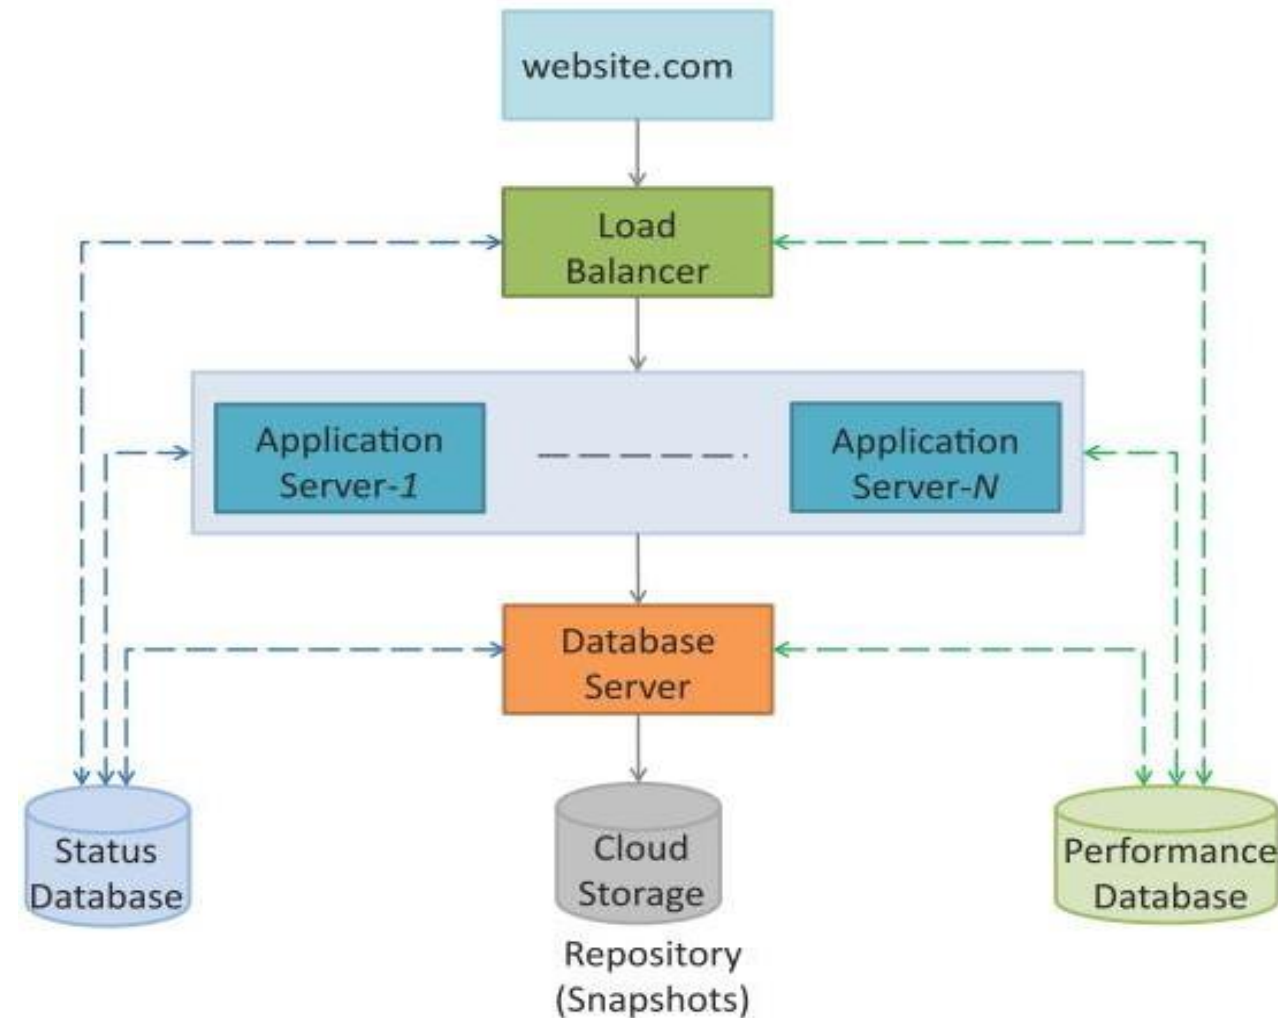 website.com
Load
Balancer
Application
Server-1
Application
Server-N
Database
Server
Status
Database
Cloud
Storage
Performance
Database
Repository
(Snapshots)